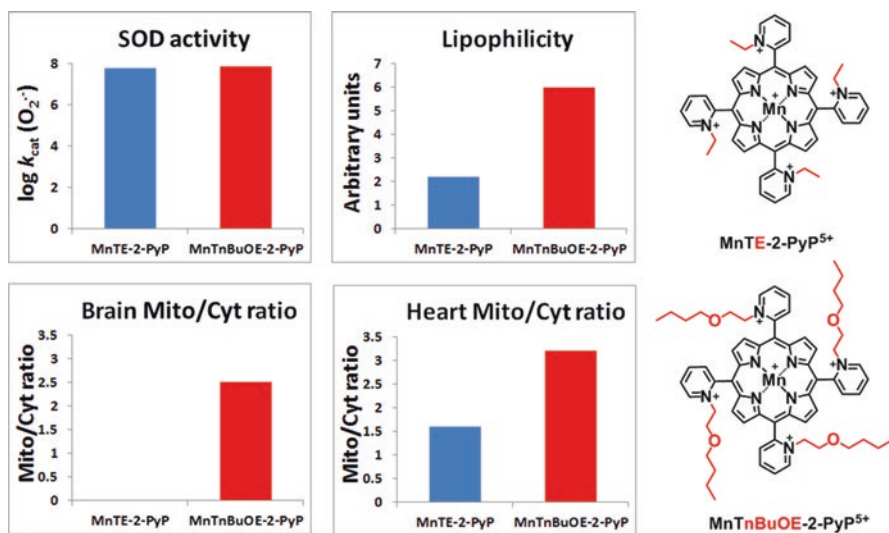 SOD activity
log kcat (O2·-)
8
6
4
2
0
MnTE-2-PyP
MnTnBuOE-2-PyP
Lipophilicity
Arbitrary units
7
6
5
4
3
2
1
0
MnTE-2-PyP
MnTnBuOE-2-PyP
N
+
N
+
N
+
N
+
N
N
N
N
Mn
+
MnTE-2-PyP5+
Brain Mito/Cyt ratio
Mito/Cyt ratio
3.5
3
2.5
2
1.5
1
0.5
0
MnTE-2-PyP
MnTnBuOE-2-PyP
Heart Mito/Cyt ratio
Mito/Cyt ratio
3.5
3
2.5
2
1.5
1
0.5
0
MnTE-2-PyP
MnTnBuOE-2-PyP
O
O
O
O
N
+
N
+
N
+
N
+
N
N
N
N
Mn
+
MnTnBuOE-2-PyP5+